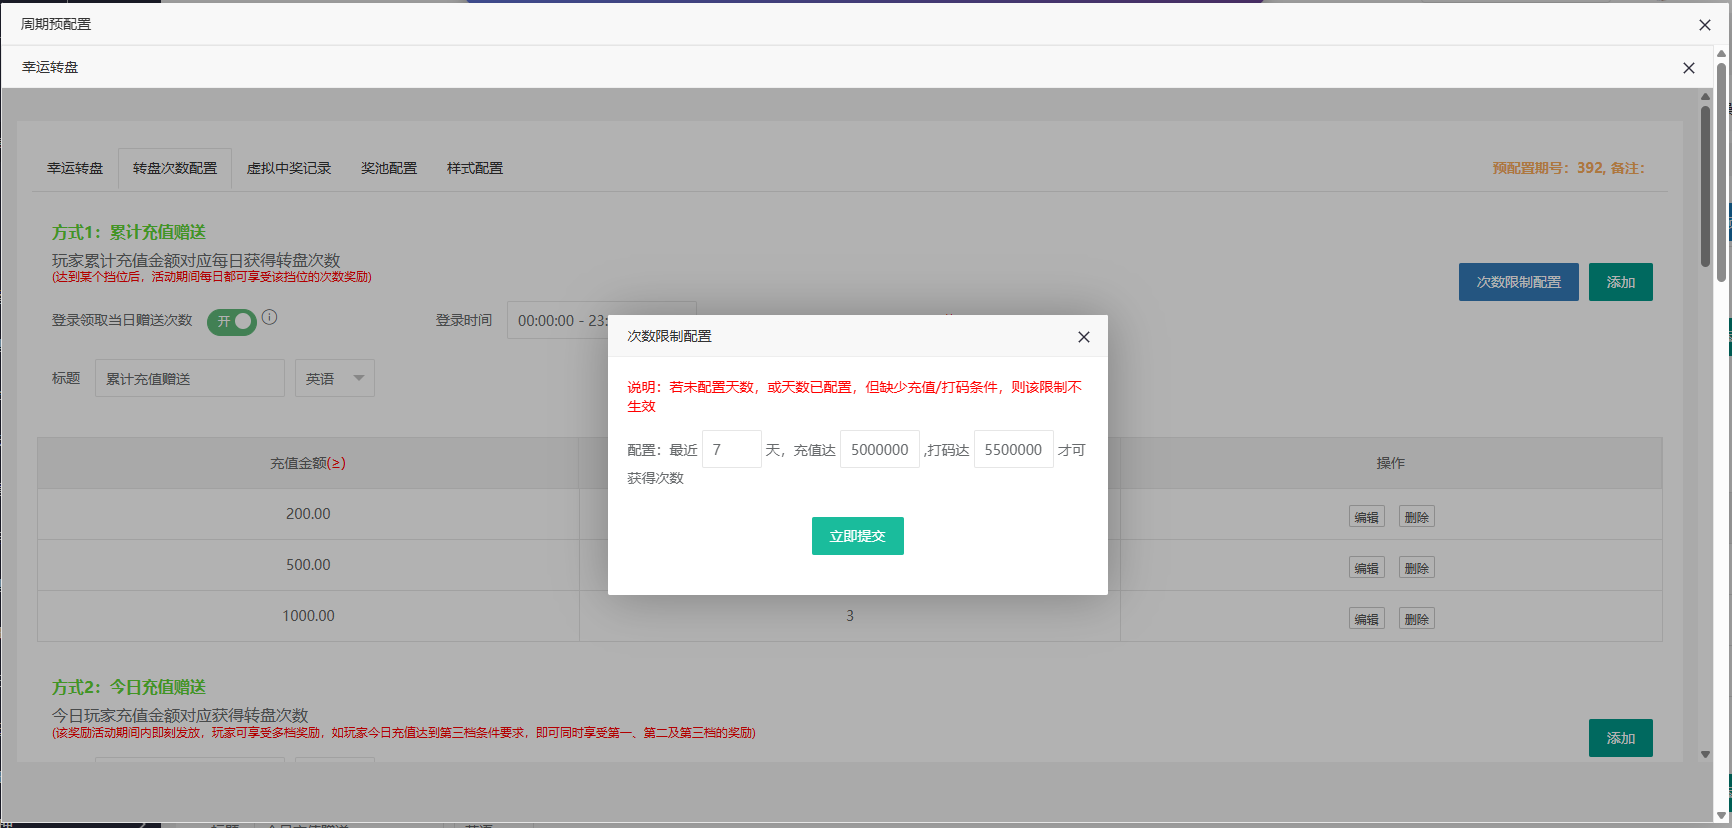 周期预配置
幸运转盘
幸运转盘 转盘次数配置 虚拟中奖记录 奖池配置 样式配置 预配置期号：392, 备注：
方式1：累计充值赠送
玩家累计充值金额对应每日获得转盘次数
(达到某个挡位后，活动期间每日都可享受该挡位的次数奖励)
次数限制配置 添加
登录领取当日赠送次数 开 登录时间 00:00:00 - 23:
标题 累计充值赠送 英语
次数限制配置
说明：若未配置天数，或天数已配置，但缺少充值/打码条件，则该限制不
生效
配置：最近 7 天，充值达 5000000 ,打码达 5500000 才可
获得次数
立即提交
充值金额(≥) 操作
200.00 编辑 删除
500.00 编辑 删除
1000.00 3 编辑 删除
方式2：今日充值赠送
今日玩家充值金额对应获得转盘次数
(该奖励活动期间内即刻发放，玩家可享受多档奖励，如玩家今日充值达到第三档条件要求，即可同时享受第一、第二及第三档的奖励)
添加